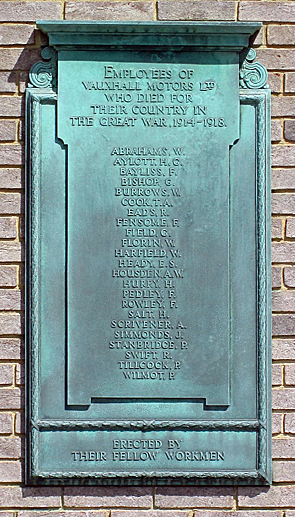 EMPLOYEES OF
VAUXHALL MOTORS LTD
WHO DIED FOR
THEIR COUNTRY IN
THE GREAT WAR, 1914-1918.
ABRAHAMS, W.
AYLOTT, H. G.
BAYLISS, F.
BISHOP, G.
BURROWS, W.
COOK, T.A.
EADS, R.
FENSOME, F.
FIELD, G.
FLORIN, W.
HARFIELD, W.
HEADY, E.S.
HOUSDEN, A.W.
HURRY, H.
PEDLEY, F.
ROWLEY, F.
SALT, H.
SCRIVENER, A.
SIMMONDS, J.
STANBRIDGE, P.
SWIFT, R.
TILLCOCK, P.
WILMOT, P.
ERECTED BY
THEIR FELLOW WORKMEN